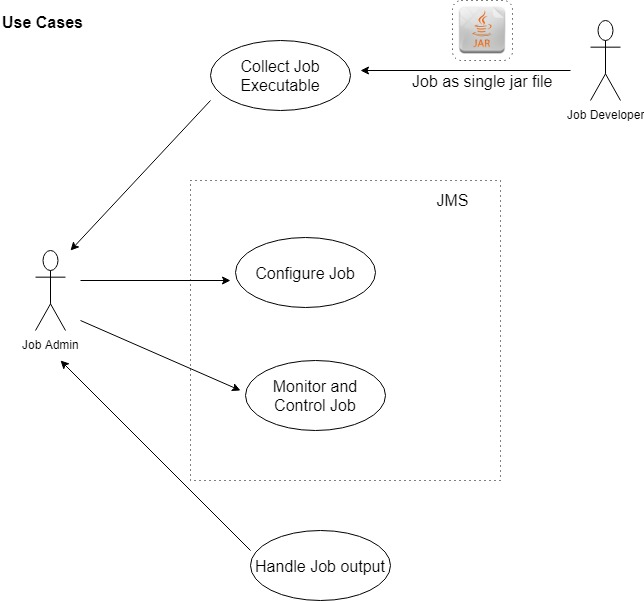 Use Cases
JAR
Collect Job
Executable
Job as single jar file
Job Developer
JMS
Configure Job
Job Admin
Monitor and
Control Job
Handle Job output